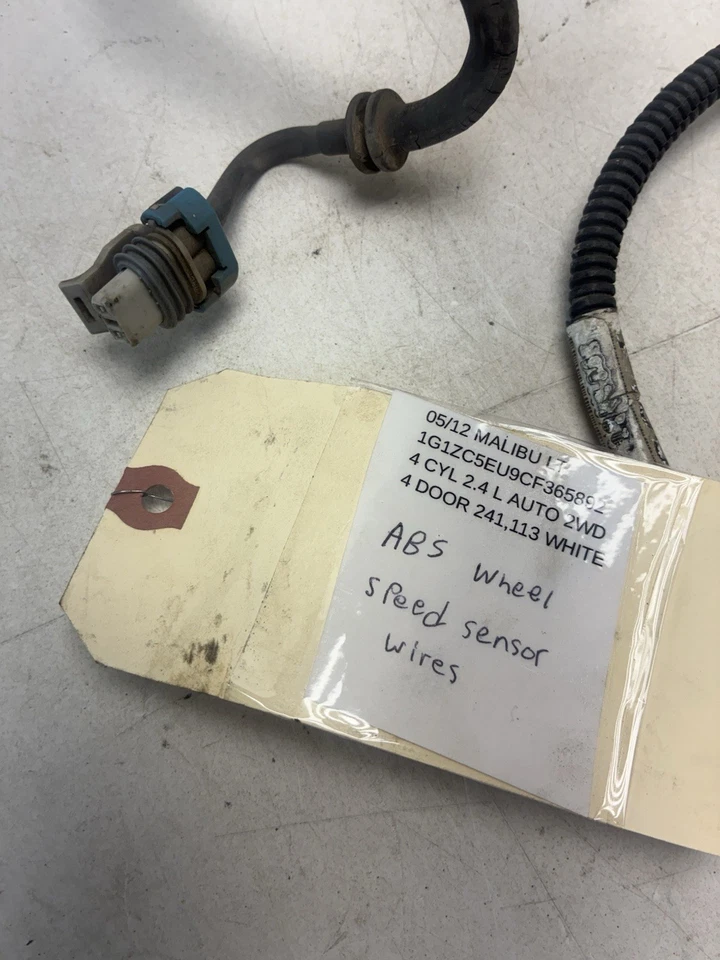 05/12 MALIBU LT
1G1ZC5EU9CF365892
4 CYL 2.4 L AUTO 2WD
4 DOOR 241,113 WHITE
ABS wheel
speed sensor
wires